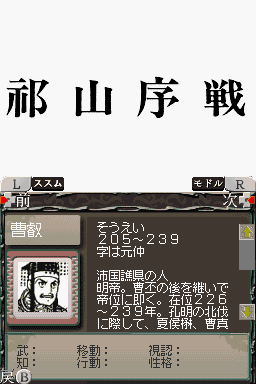 祁山序戦
L ススム モドル R
前 次
曹叡
そうえい
205〜239
字は元仲
沛国譙県の人
明帝。曹丕の後を継いで
帝位に即く。在位226
〜239年。孔明の北伐
に際して、夏侯楙、曹真
武: 移動: 視認:
知: 行動: 性格:
戻B